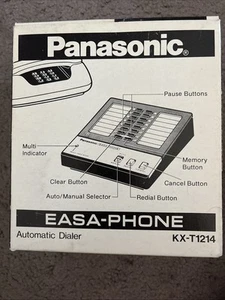 Panasonic®
Pause Buttons
Multi
Indicator
Memory
Button
Clear Button
Cancel Button
Auto/Manual Selector
Redial Button
EASA-PHONE
Automatic Dialer KX-T1214